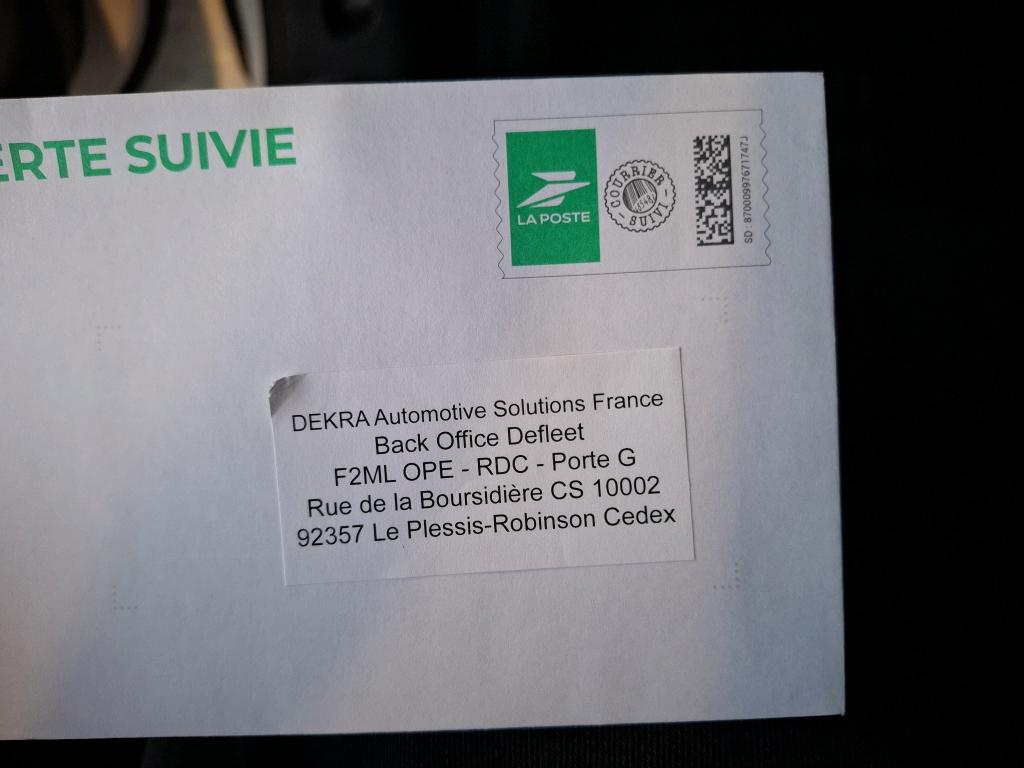 ERTE SUIVIE
LA POSTE
COURRIER
SUIVI
SD : 87000997671747J
DEKRA Automotive Solutions France
Back Office Defleet
F2ML OPE - RDC - Porte G
Rue de la Boursidière CS 10002
92357 Le Plessis-Robinson Cedex